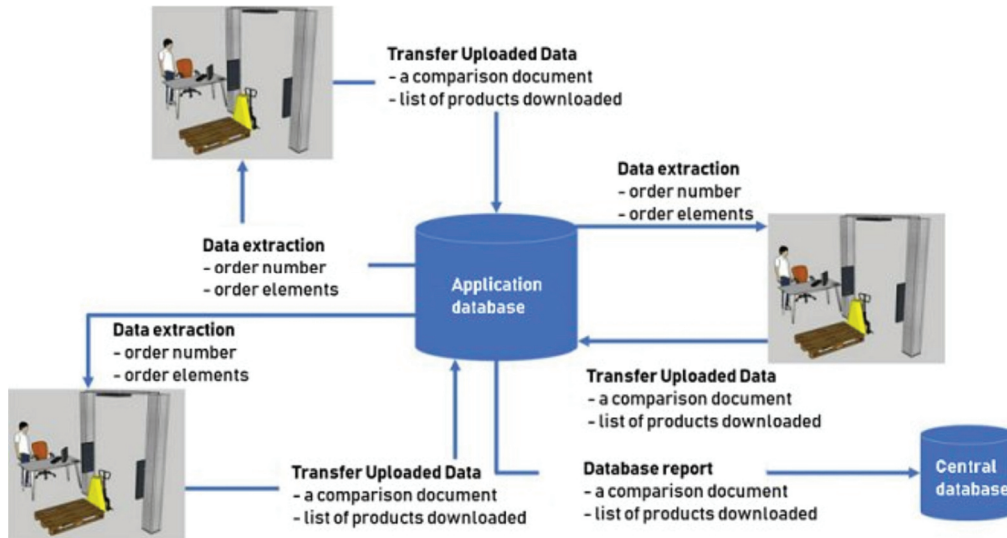 Transfer Uploaded Data
- a comparison document
- list of products downloaded
Data extraction
- order number
- order elements
Data extraction
- order number
- order elements
Application
database
Data extraction
- order number
- order elements
Transfer Uploaded Data
- a comparison document
- list of products downloaded
Transfer Uploaded Data
- a comparison document
- list of products downloaded
Database report
- a comparison document
- list of products downloaded
Central
database